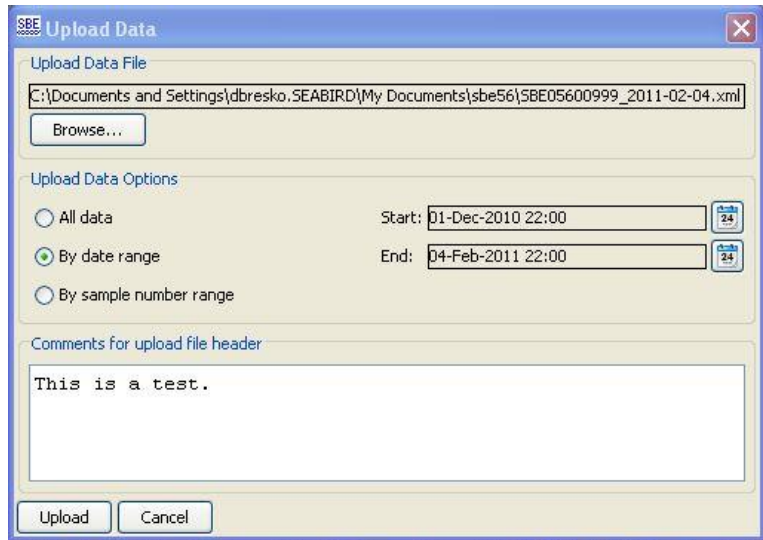 SBE Upload Data
Upload Data File
C:\Documents and Settings\dbresko.SEABIRD\My Documents\sbe56\SBE05600999_2011-02-04.xml
Browse...
Upload Data Options
All data Start: 01-Dec-2010 22:00 24
By date range End: 04-Feb-2011 22:00 24
By sample number range
Comments for upload file header
This is a test.
Upload Cancel